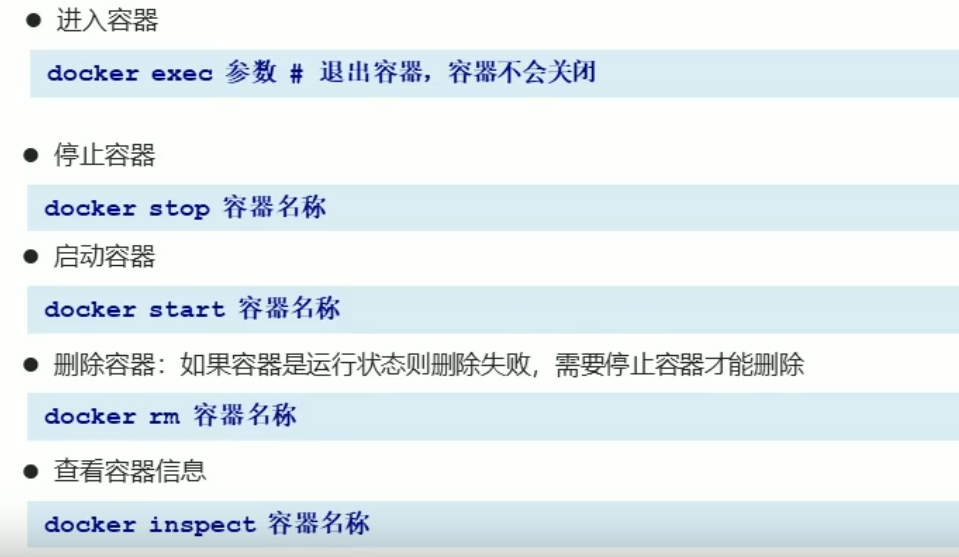 ● 进入容器
docker exec 参数 # 退出容器，容器不会关闭
● 停止容器
docker stop 容器名称
● 启动容器
docker start 容器名称
● 删除容器：如果容器是运行状态则删除失败，需要停止容器才能删除
docker rm 容器名称
● 查看容器信息
docker inspect 容器名称